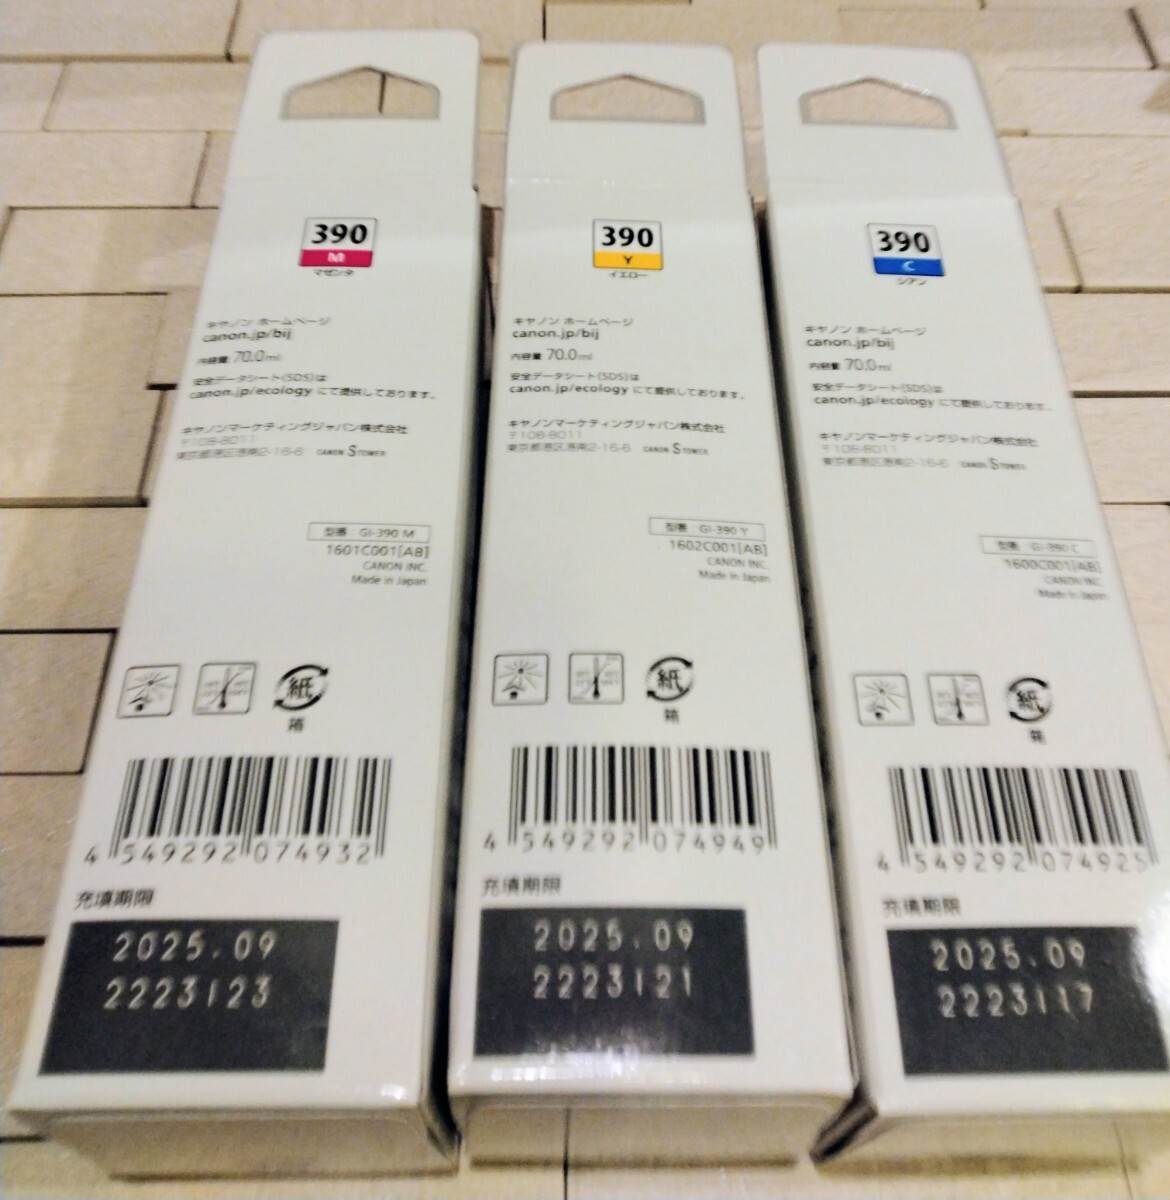 390
M
マゼンタ
キヤノン ホームページ
canon.jp/bij
内容量 70.0ml
安全データシート(SDS)は
canon.jp/ecology にて提供しております。
キヤノンマーケティングジャパン株式会社
〒108-8011
東京都港区港南2-16-6 CANON S TOWER
型番 : GI-390 M
1601C001[AB]
CANON INC.
Made in Japan
紙
箱
4 549292 074932
充填期限
2025.09
2223123
390
Y
イエロー
キヤノン ホームページ
canon.jp/bij
内容量 70.0ml
安全データシート(SDS)は
canon.jp/ecology にて提供しております。
キヤノンマーケティングジャパン株式会社
〒108-8011
東京都港区港南2-16-6 CANON S TOWER
型番 : GI-390 Y
1602C001[AB]
CANON INC.
Made in Japan
紙
箱
4 549292 074949
充填期限
2025.09
2223121
390
C
シアン
キヤノン ホームページ
canon.jp/bij
内容量 70.0ml
安全データシート(SDS)は
canon.jp/ecology にて提供しております。
キヤノンマーケティングジャパン株式会社
〒108-8011
東京都港区港南2-16-6 CANON S TOWER
型番 : GI-390 C
1600C001[AB]
CANON INC.
Made in Japan
紙
箱
4 549292 074925
充填期限
2025.09
2223117